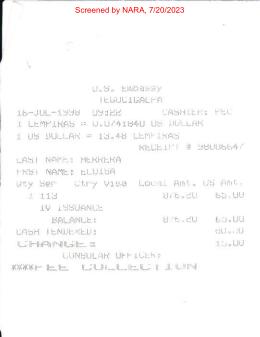 Screened by NARA, 7/20/2023
U.S. Embassy
TEGUCIGALPA
16-JUL-1998 09:22 CASHIER: PEC
1 LEMPIRAS = 0.0741840 US DOLLAR
1 US DOLLAR = 13.48 LEMPIRAS
RECEIPT # 98006647
LAST NAME: HERRERA
FRST NAME: ELOISA
Qty Ser Ctry Visa Local Amt. US Amt.
1 113 876.20 65.00
IV ISSUANCE
BALANCE: 876.20 65.00
CASH TENDERED: 80.00
CHANGE: 15.00
CONSULAR OFFICER:
***FEE COLLECTION